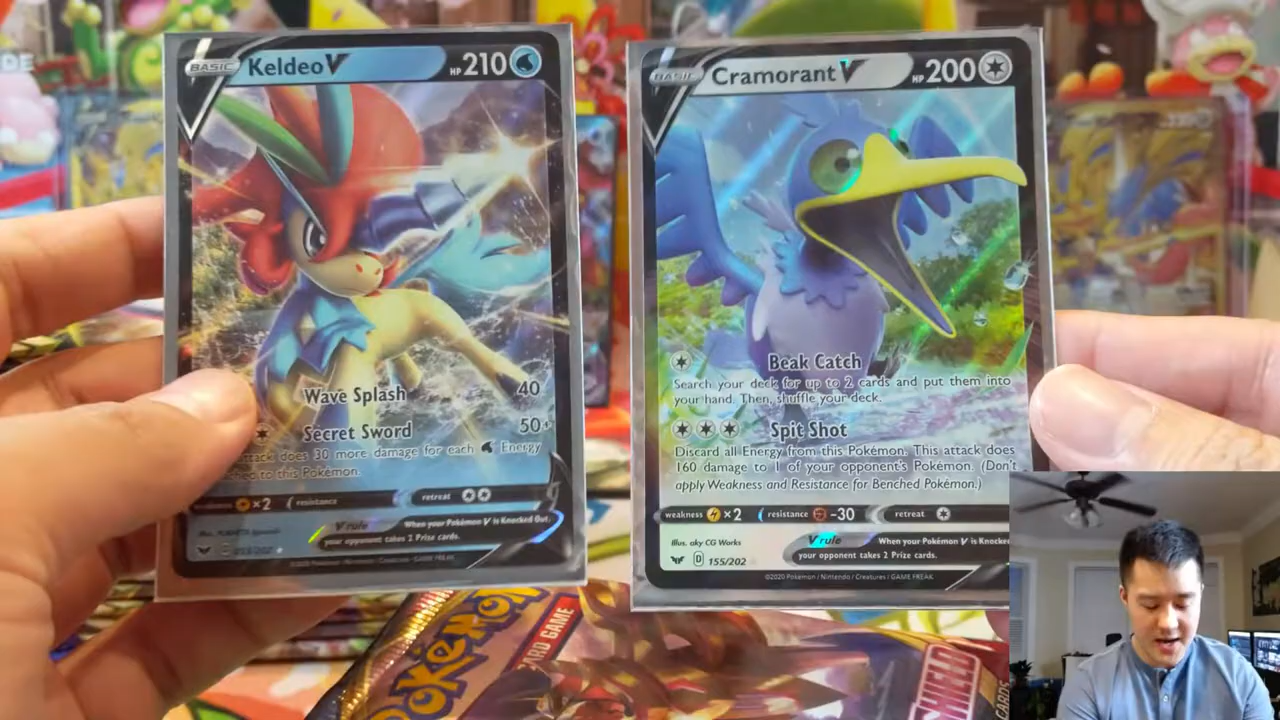 BASIC Keldeo V HP 210
Wave Splash 40
Secret Sword 50+
attack does 30 more damage for each Energy
to this Pokémon.
weakness ×2 resistance retreat
V rule When your Pokémon V is Knocked Out,
your opponent takes 2 Prize cards.
BASIC Cramorant V HP 200
Beak Catch
Search your deck for up to 2 cards and put them into
your hand. Then, shuffle your deck.
Spit Shot
Discard all Energy from this Pokémon. This attack does
160 damage to 1 of your opponent's Pokémon. (Don't
apply Weakness and Resistance for Benched Pokémon.)
weakness ×2 resistance -30 retreat
Illus. aky CG Works
V rule When your Pokémon V is Knocked
your opponent takes 2 Prize cards.
D 155/202
©2020 Pokémon / Nintendo / Creatures / GAME FREAK
POKéMON
CARD GAME
SHIELD
CARDS